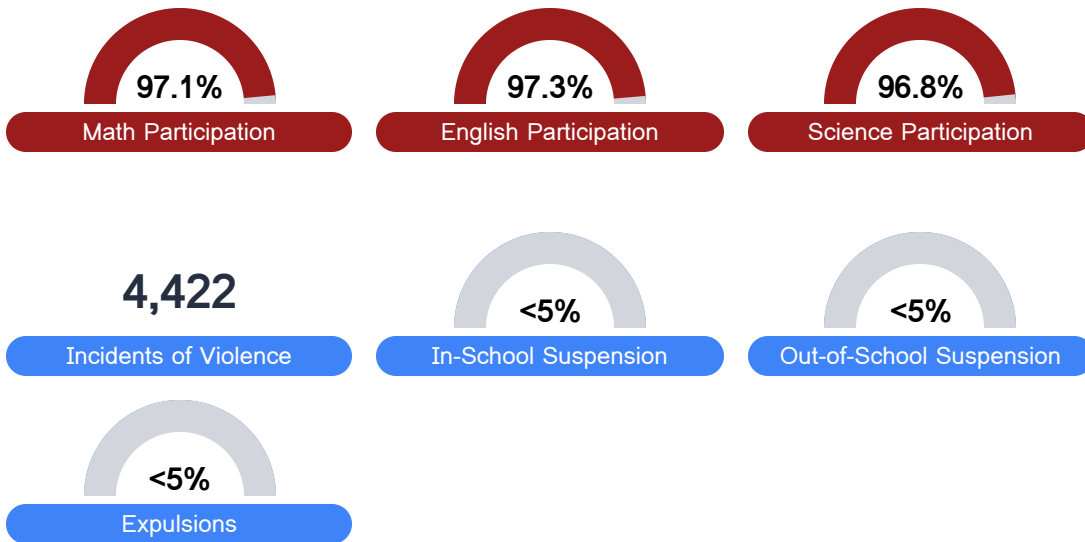 97.1%
Math Participation
97.3%
English Participation
96.8%
Science Participation
4,422
Incidents of Violence
<5%
In-School Suspension
<5%
Out-of-School Suspension
<5%
Expulsions